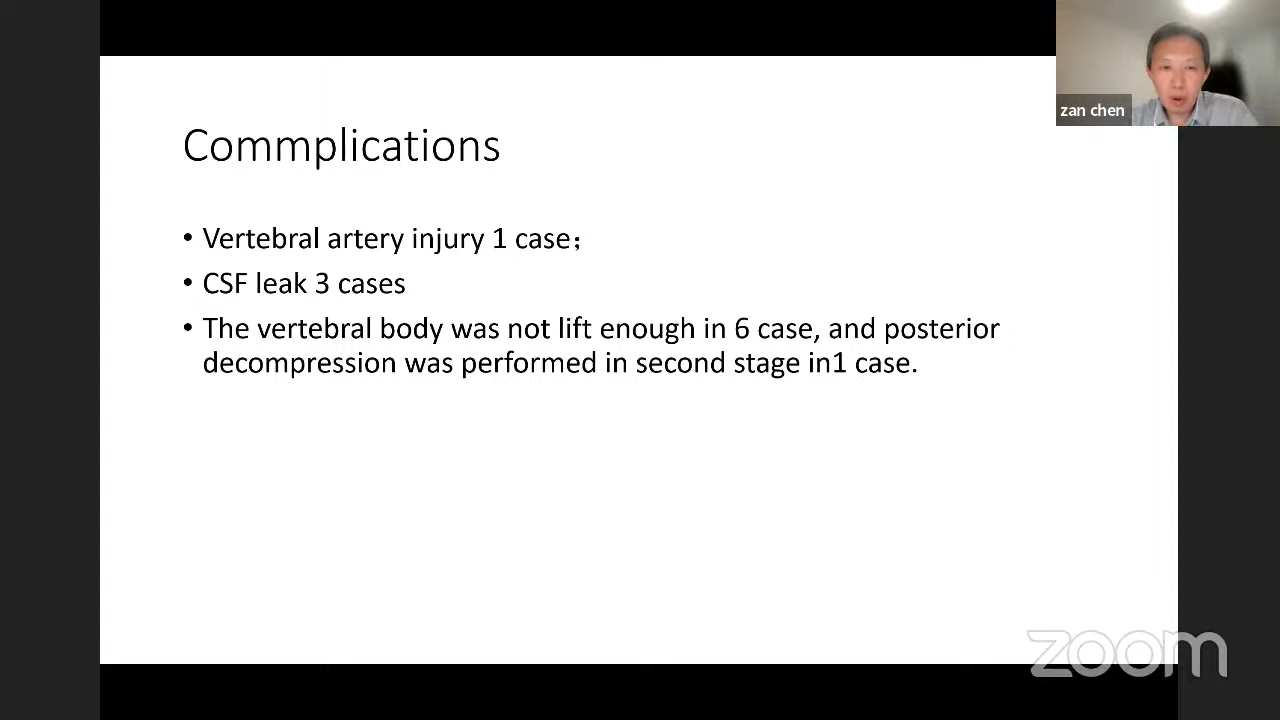 zan chen
Commplications
• Vertebral artery injury 1 case；
• CSF leak 3 cases
• The vertebral body was not lift enough in 6 case, and posterior
decompression was performed in second stage in1 case.
zoom